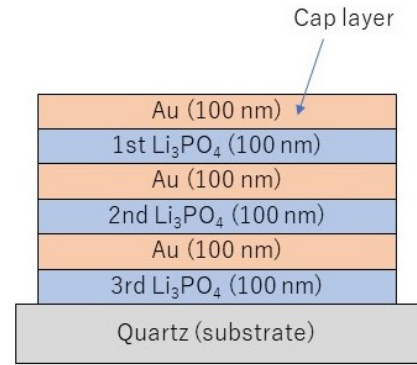 Cap layer
Au (100 nm)
1st Li₃PO₄ (100 nm)
Au (100 nm)
2nd Li₃PO₄ (100 nm)
Au (100 nm)
3rd Li₃PO₄ (100 nm)
Quartz (substrate)